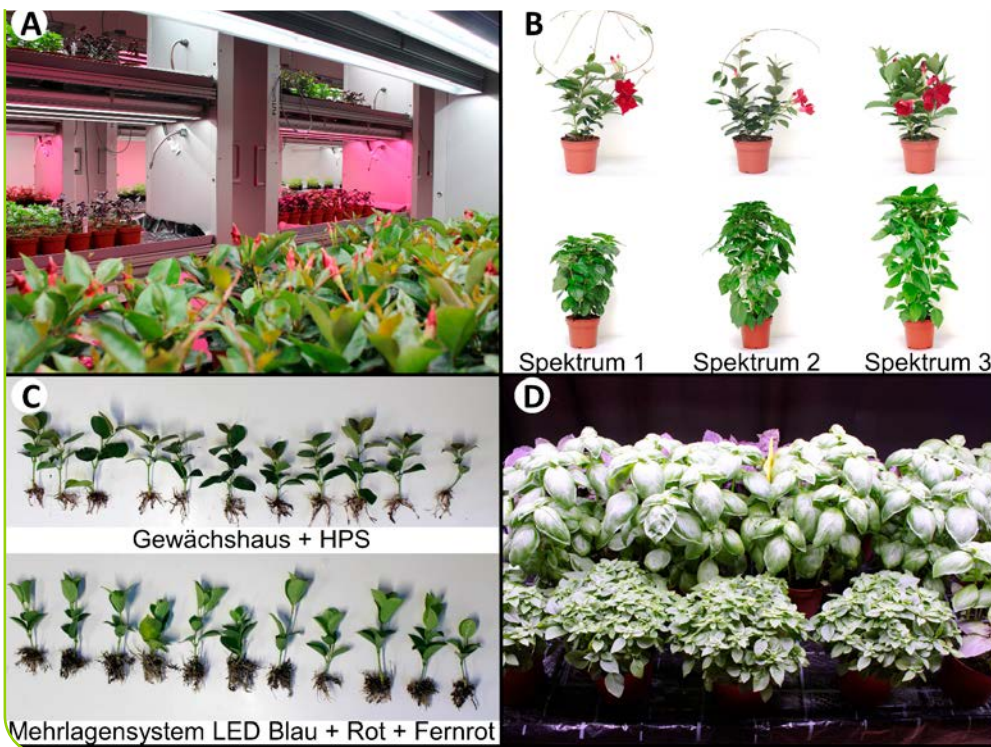 A
B
Spektrum 1
Spektrum 2
Spektrum 3
C
Gewächshaus + HPS
Mehrlagensystem LED Blau + Rot + Fernrot
D